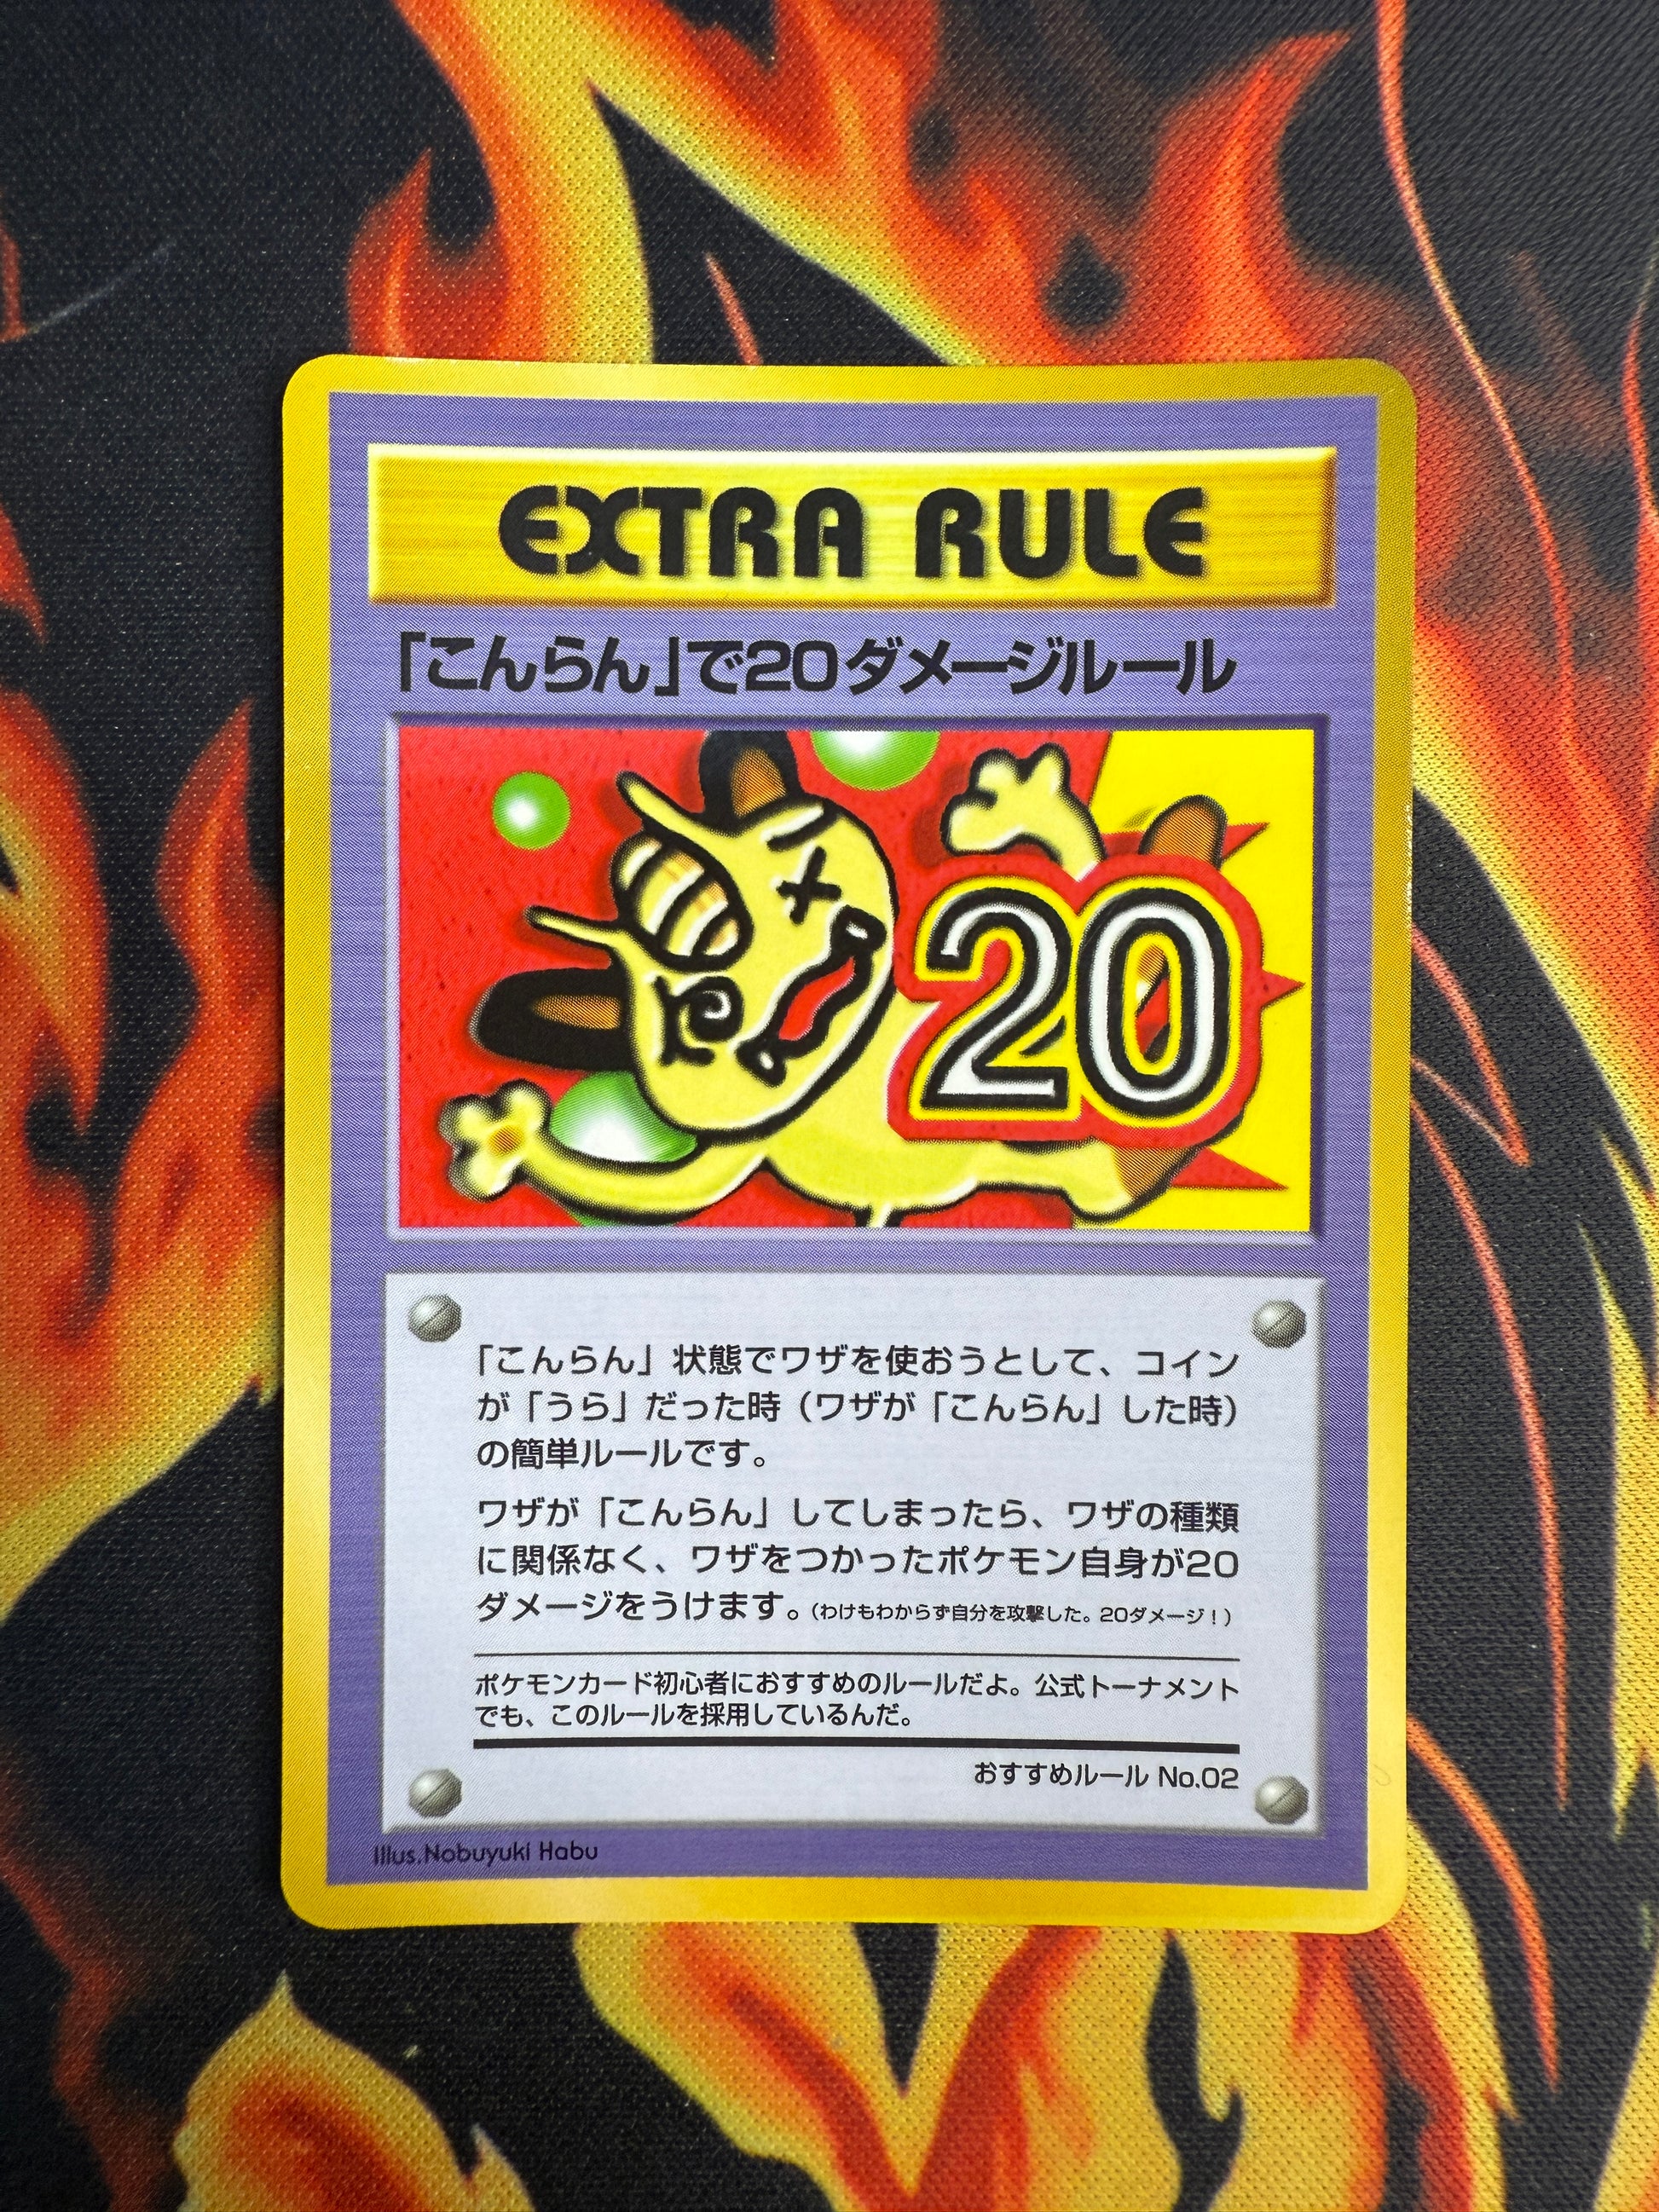 EXTRA RULE
「こんらん」で20ダメージルール
20
「こんらん」状態でワザを使おうとして、コイン
が「うら」だった時（ワザが「こんらん」した時）
の簡単ルールです。
ワザが「こんらん」してしまったら、ワザの種類
に関係なく、ワザをつかったポケモン自身が20
ダメージをうけます。（わけもわからず自分を攻撃した。20ダメージ！）
ポケモンカード初心者におすすめのルールだよ。公式トーナメント
でも、このルールを採用しているんだ。
おすすめルール No.02
Illus.Nobuyuki Habu